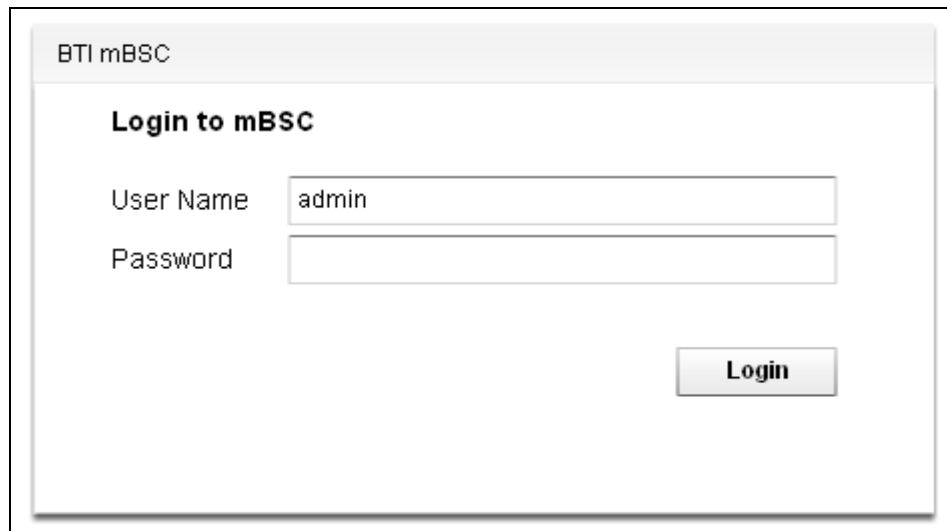 BTI mBSC
Login to mBSC
User Name admin
Password
Login